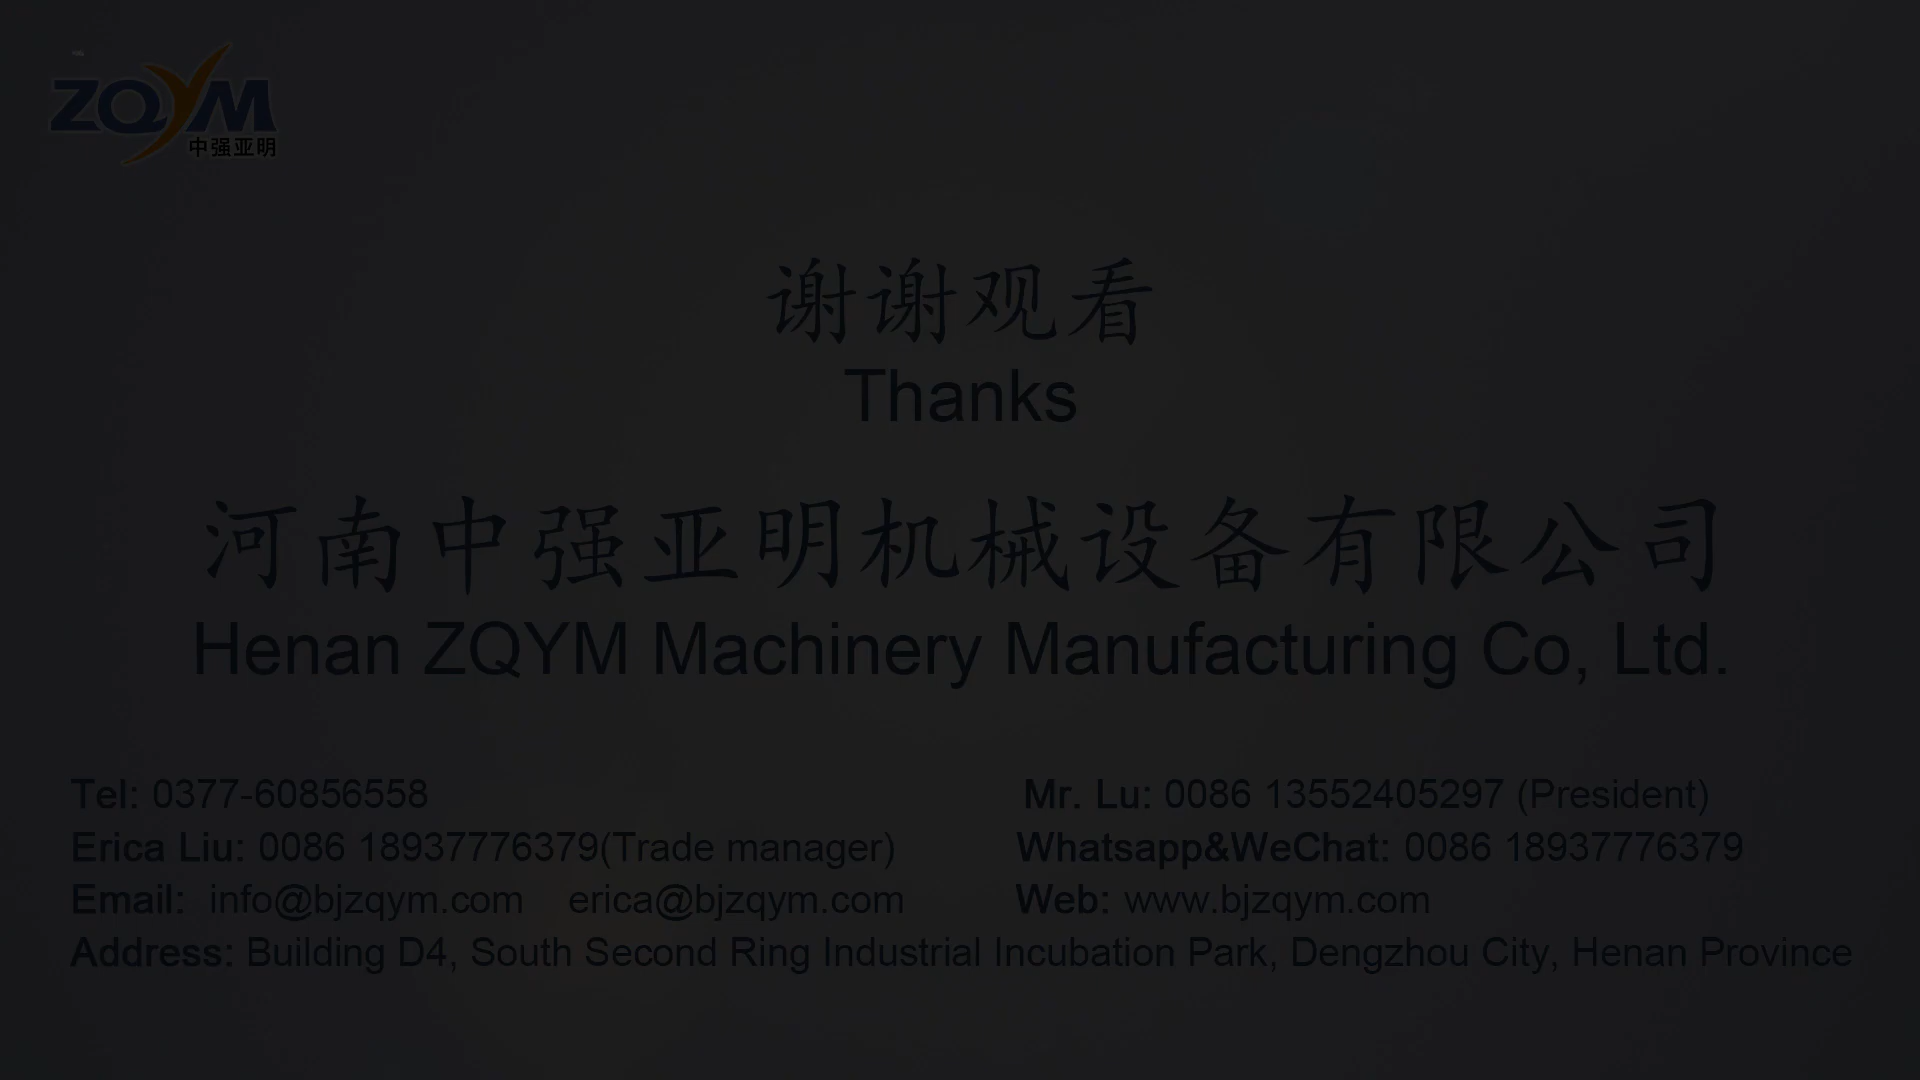 ZQYM
中强亚明
谢谢观看
Thanks
河南中强亚明机械设备有限公司
Henan ZQYM Machinery Manufacturing Co, Ltd.
Tel: 0377-60856558
Mr. Lu: 0086 13552405297 (President)
Erica Liu: 0086 18937776379(Trade manager)
Whatsapp&WeChat: 0086 18937776379
Email: info@bjzqym.com erica@bjzqym.com
Web: www.bjzqym.com
Address: Building D4, South Second Ring Industrial Incubation Park, Dengzhou City, Henan Province